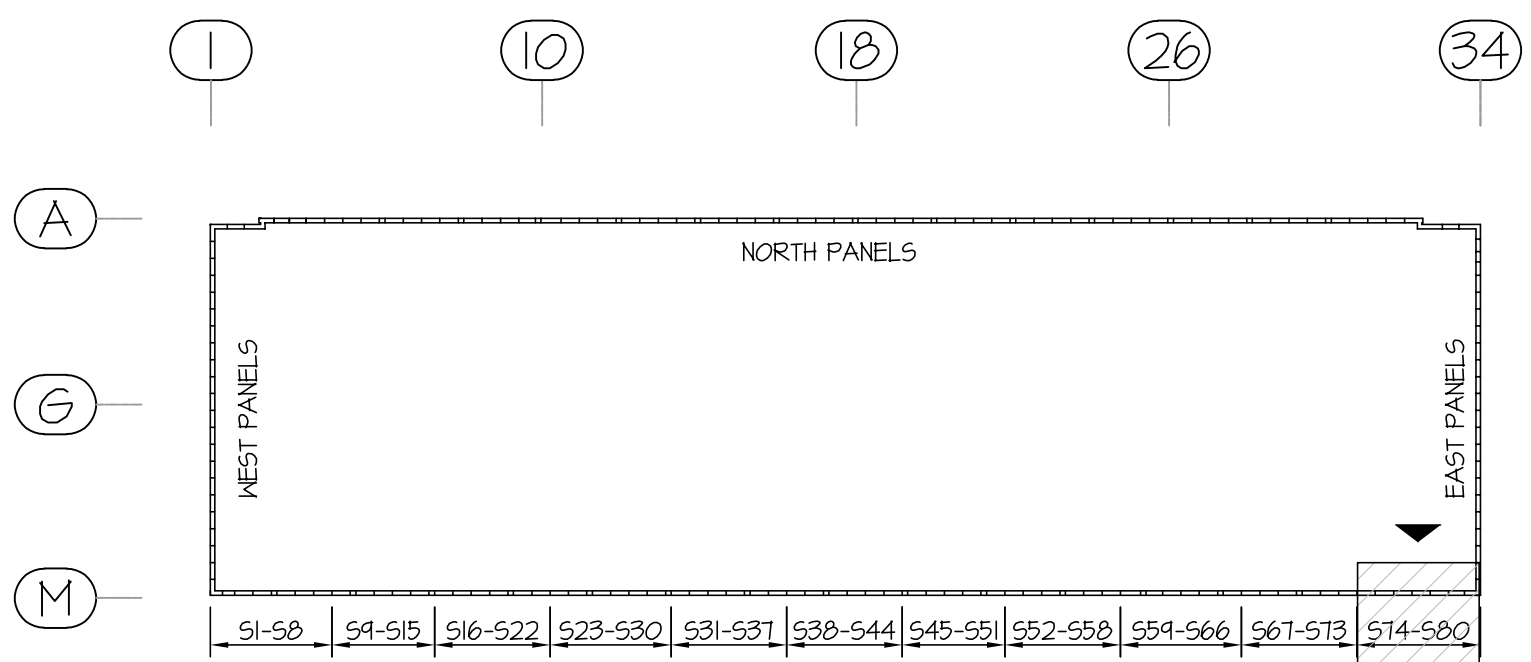 1 10 18 26 34
A
NORTH PANELS
WEST PANELS
EAST PANELS
G
M
S1-S8 S9-S15 S16-S22 S23-S30 S31-S37 S38-S44 S45-S51 S52-S58 S59-S66 S67-S73 S74-S80